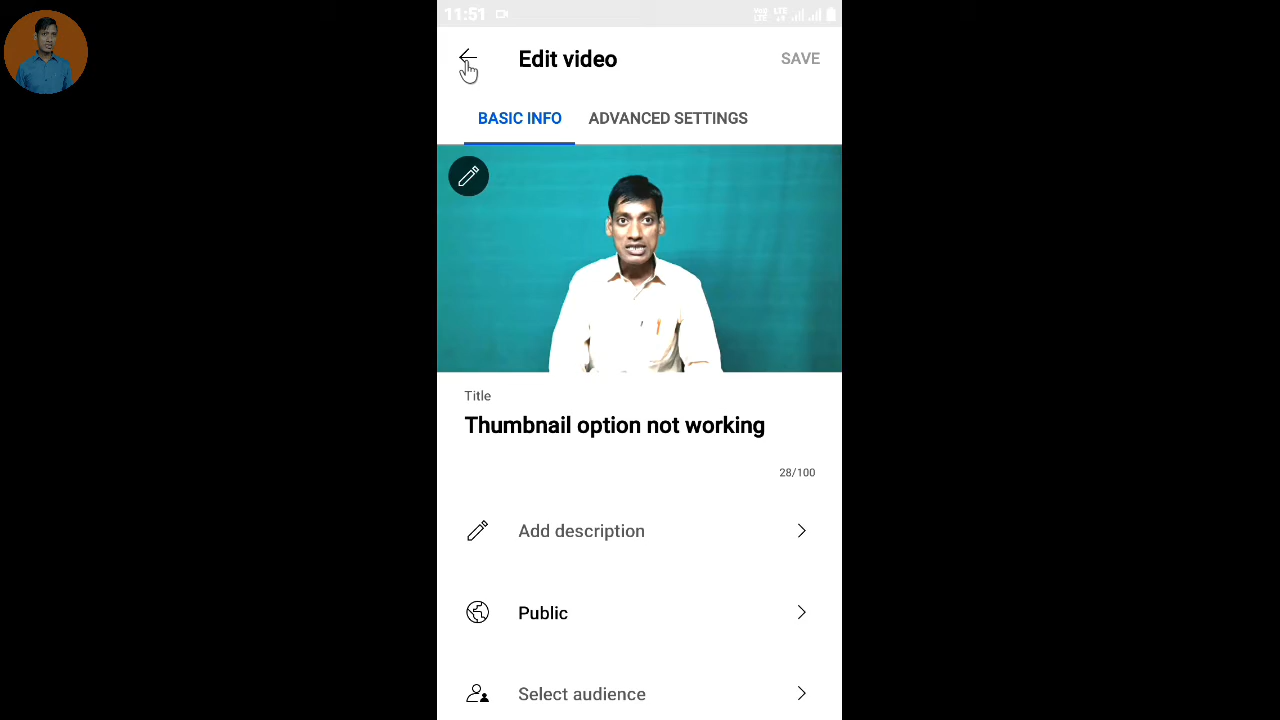 11:51
Edit video
SAVE
BASIC INFO
ADVANCED SETTINGS
Title
Thumbnail option not working
28/100
Add description
Public
Select audience